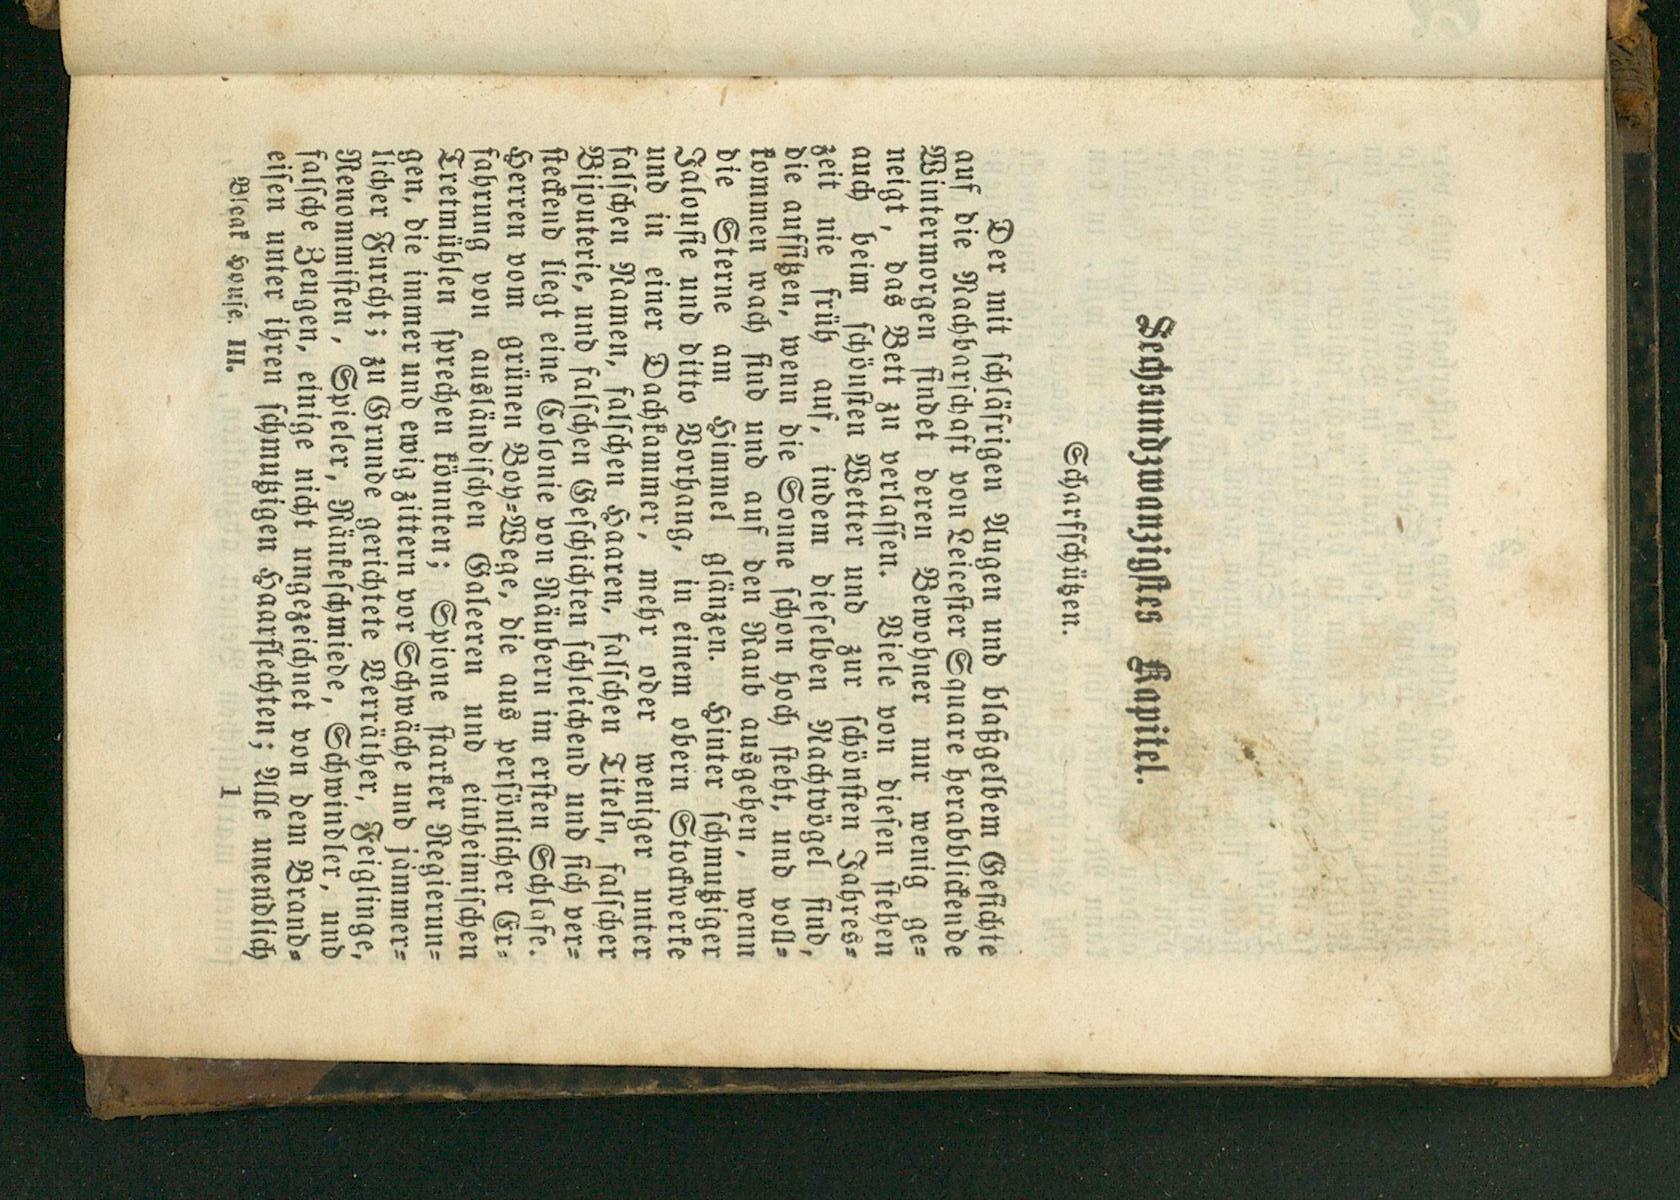 Sechsundzwanzigstes Kapitel.
Scharfschützen.
Der mit schläfrigen Augen und blaßgelbem Gesichte
auf die Nachbarschaft von Leicester Square herabblickende
Wintermorgen findet deren Bewohner nur wenig ge-
neigt, das Bett zu verlassen. Viele von diesen stehen
auch beim schönsten Wetter und zur schönsten Jahres-
zeit nie früh auf, indem dieselben Nachtvögel sind,
die aufsitzen, wenn die Sonne schon hoch steht, und voll-
kommen wach sind und auf den Raub ausgehen, wenn
die Sterne am Himmel glänzen. Hinter schmutziger
Jalousie und ditto Vorhang, in einem obern Stockwerke
und in einer Dachkammer, mehr oder weniger unter
falschen Namen, falschen Haaren, falschen Titeln, falscher
Bijouterie, und falschen Geschichten schleichend und sich ver-
steckend liegt eine Colonie von Räubern im ersten Schlafe.
Herren vom grünen Boy-Wege, die aus persönlicher Er-
fahrung von ausländischen Galeeren und einheimischen
Tretmühlen sprechen könnten; Spione starker Regierun-
gen, die immer und ewig zittern vor Schwäche und jämmer-
licher Furcht; zu Grunde gerichtete Verräther, Feiglinge,
Renommisten, Spieler, Ränkeschmiede, Schwindler, und
falsche Zeugen, einige nicht ungezeichnet von dem Brand-
eisen unter ihren schmutzigen Haarflechten; Alle unendlich
Bleak House. III. 1